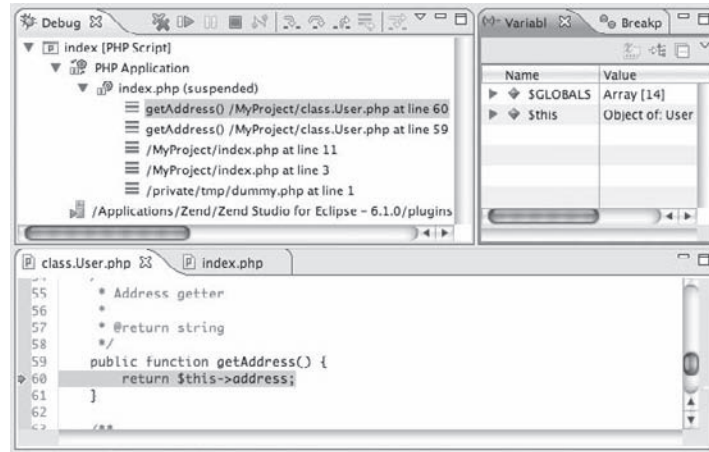 Debug
index [PHP Script]
PHP Application
index.php (suspended)
getAddress() /MyProject/class.User.php at line 60
getAddress() /MyProject/class.User.php at line 59
/MyProject/index.php at line 11
/MyProject/index.php at line 3
/private/tmp/dummy.php at line 1
/Applications/Zend/Zend Studio for Eclipse - 6.1.0/plugins
Variabl Breakp
Name Value
$GLOBALS Array [14]
$this Object of: User
class.User.php index.php
55 * Address getter
56 *
57 * @return string
58 */
59 public function getAddress() {
60 return $this->address;
61 }
62